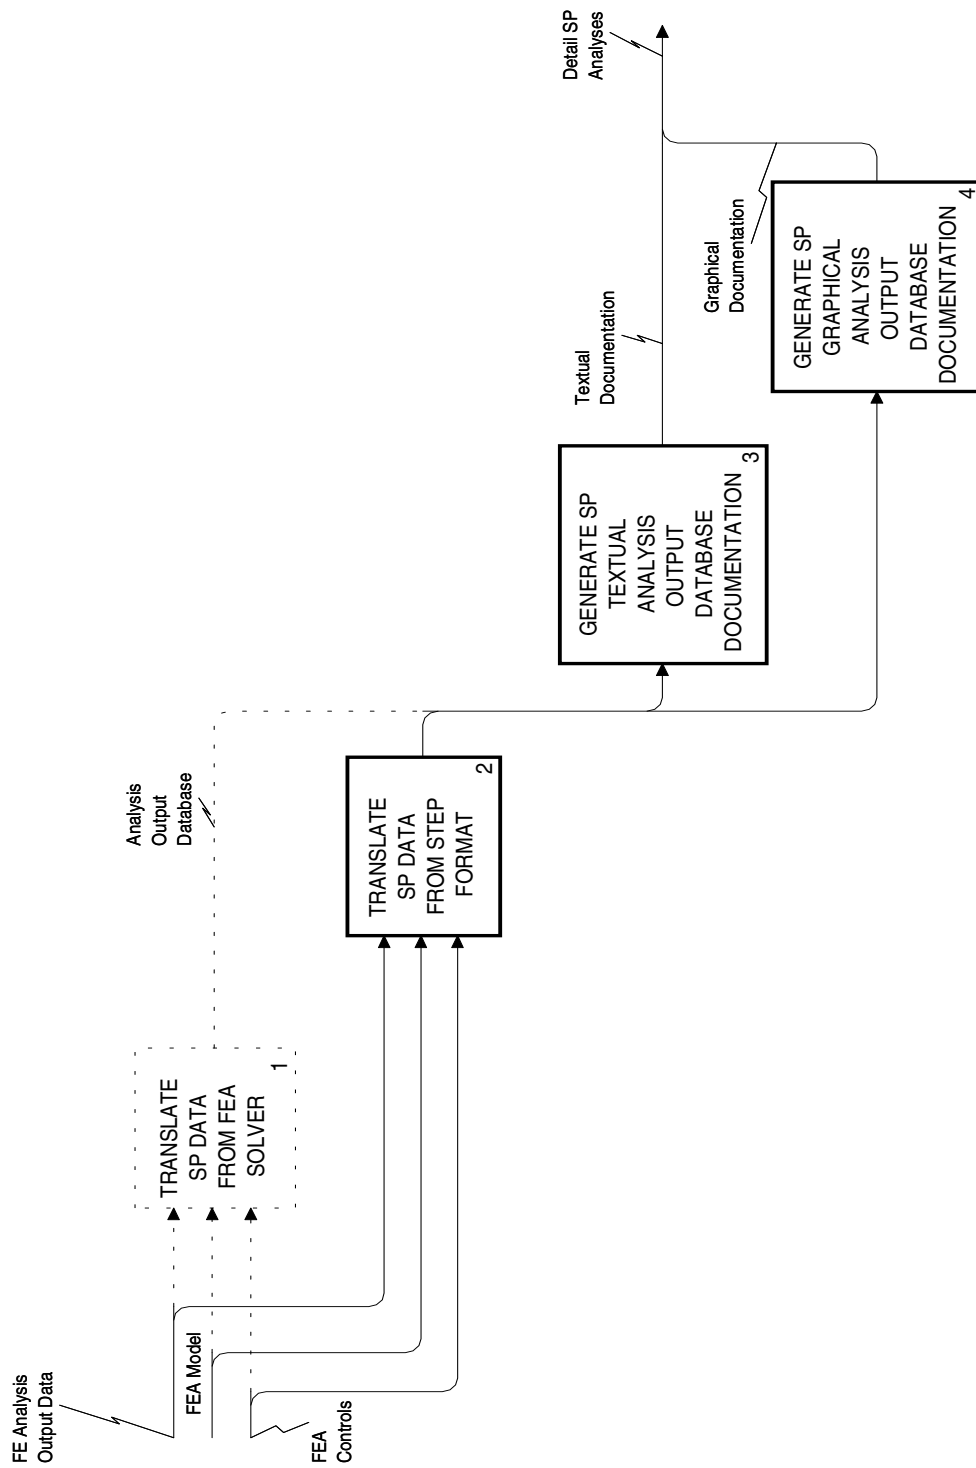 FE Analysis
Output Data
FEA Model
FEA
Controls
TRANSLATE
SP DATA
FROM FEA
SOLVER
1
Analysis
Output
Database
TRANSLATE
SP DATA
FROM STEP
FORMAT
2
GENERATE SP
TEXTUAL
ANALYSIS
OUTPUT
DATABASE
DOCUMENTATION
3
Textual
Documentation
GENERATE SP
GRAPHICAL
ANALYSIS
OUTPUT
DATABASE
DOCUMENTATION
4
Graphical
Documentation
Detail SP
Analyses